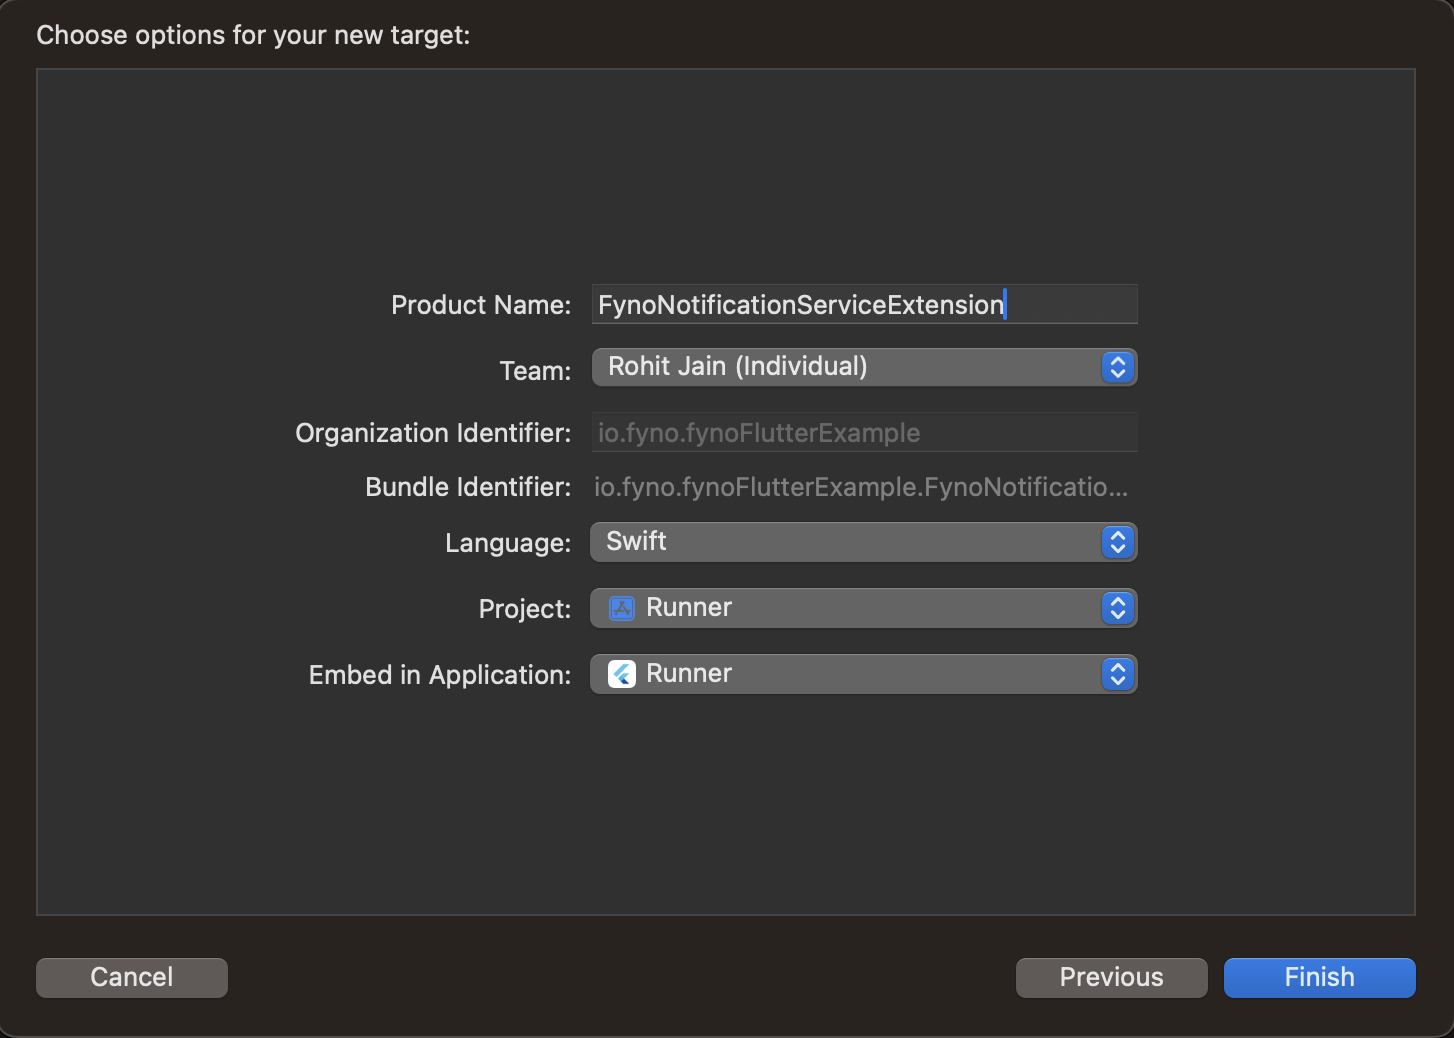 Choose options for your new target:
Product Name: FynoNotificationServiceExtension
Team: Rohit Jain (Individual)
Organization Identifier: io.fyno.fynoFlutterExample
Bundle Identifier: io.fyno.fynoFlutterExample.FynoNotificatio...
Language: Swift
Project: Runner
Embed in Application: Runner
Cancel Previous Finish